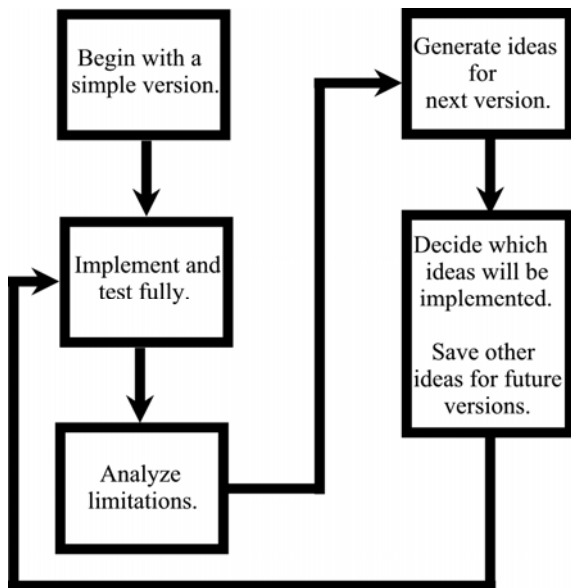 Begin with a
simple version.
Implement and
test fully.
Analyze
limitations.
Generate ideas
for
next version.
Decide which
ideas will be
implemented.
Save other
ideas for future
versions.